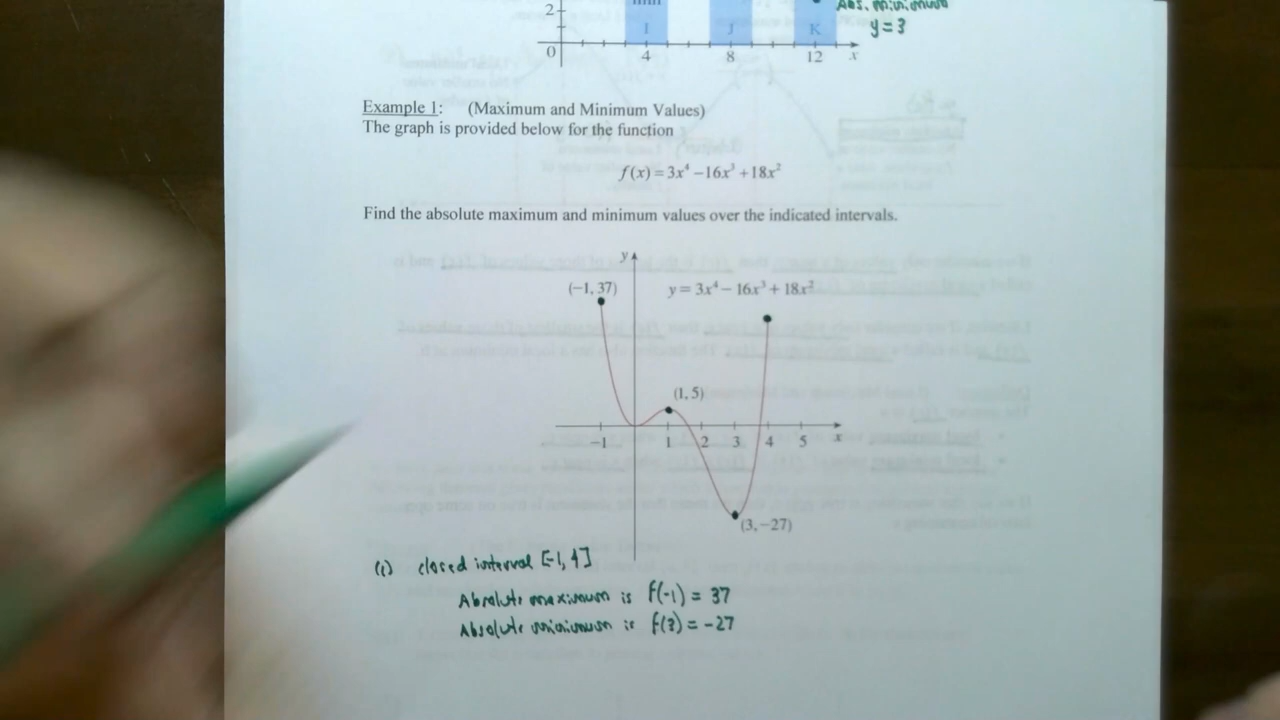 min
Abs. minimum
2
I J K
y=3
0 4 8 12 x
Example 1: (Maximum and Minimum Values)
The graph is provided below for the function
f(x) = 3x⁴ − 16x³ + 18x²
Find the absolute maximum and minimum values over the indicated intervals.
y
(−1, 37) y = 3x⁴ − 16x³ + 18x²
(1, 5)
−1 1 2 3 4 5 x
(3, −27)
(i) closed interval [-1, 4]
Absolute maximum is f(-1) = 37
Absolute minimum is f(3) = -27